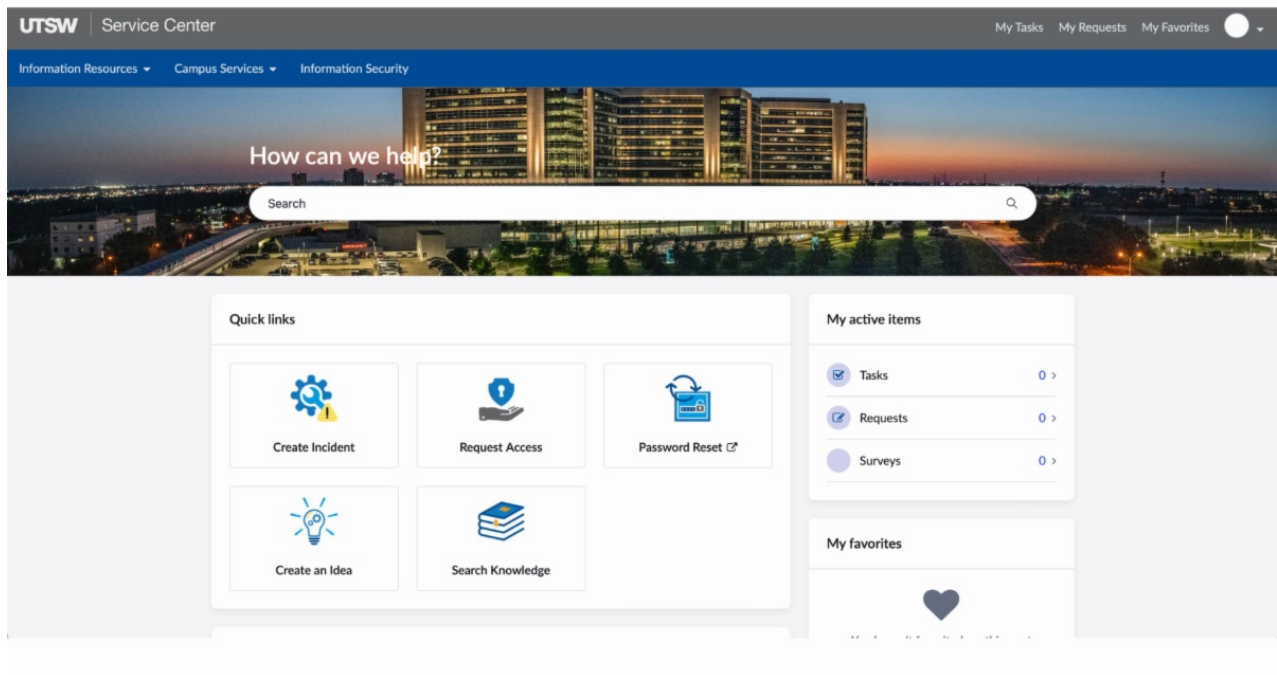 UTSW Service Center
My Tasks My Requests My Favorites
Information Resources Campus Services Information Security
How can we help?
Search
EMERGENCY
Quick links
Create Incident
Request Access
Password Reset
Create an Idea
Search Knowledge
My active items
Tasks 0
Requests 0
Surveys 0
My favorites